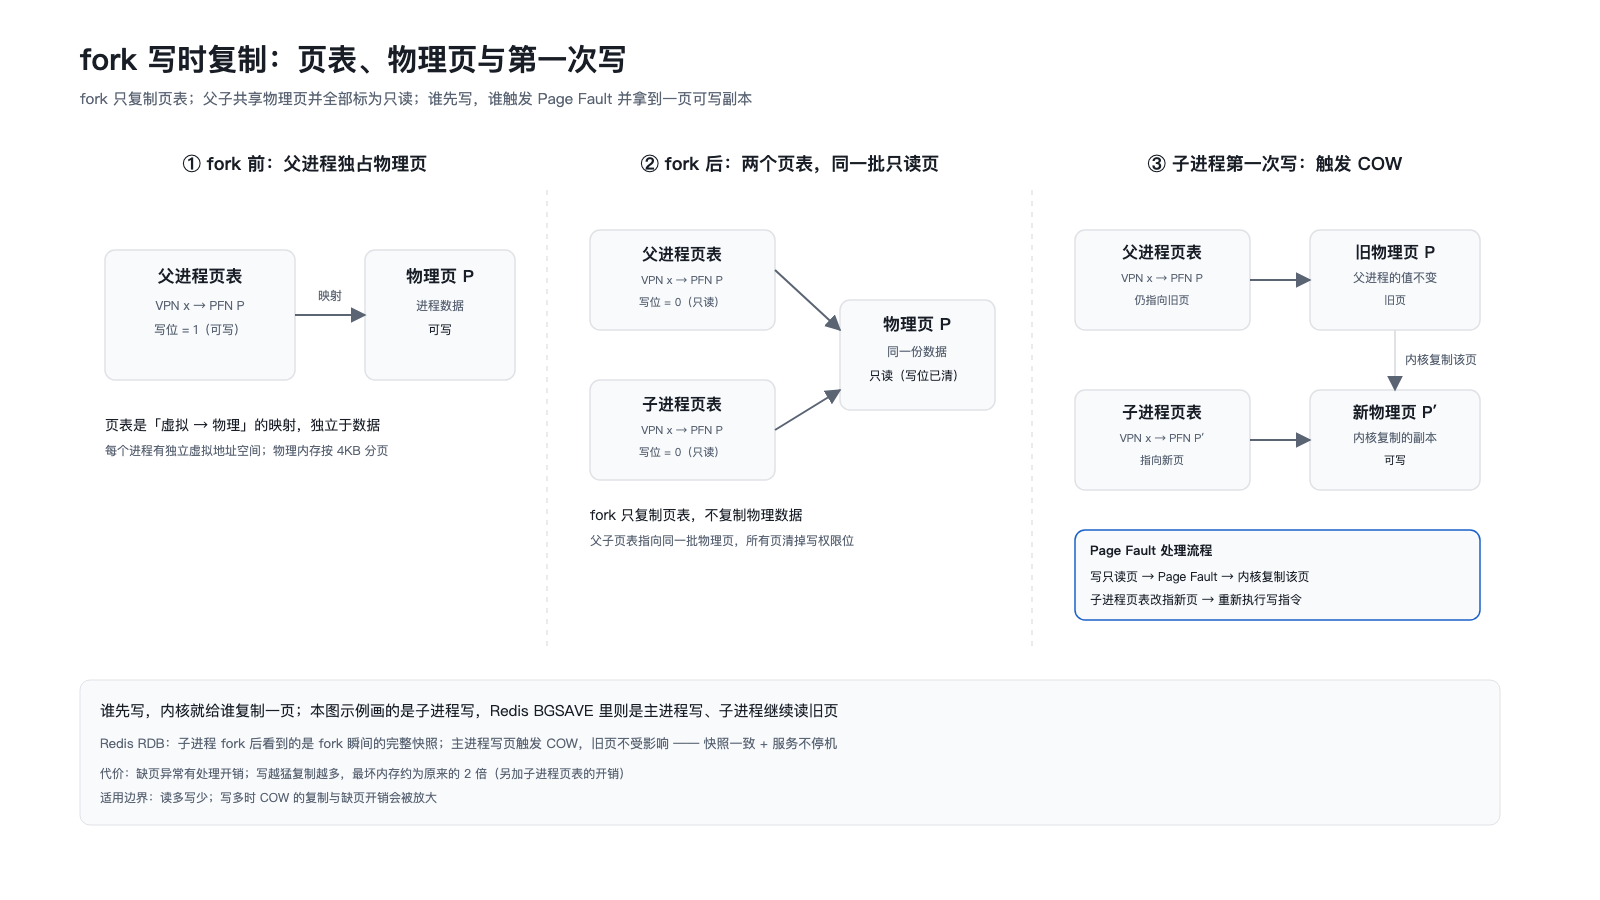 fork 写时复制：页表、物理页与第一次写
fork 只复制页表；父子共享物理页并全部标为只读；谁先写，谁触发 Page Fault 并拿到一页可写副本
① fork 前：父进程独占物理页
父进程页表
VPN x → PFN P
写位 = 1（可写）
映射
物理页 P
进程数据
可写
页表是「虚拟 → 物理」的映射，独立于数据
每个进程有独立虚拟地址空间；物理内存按 4KB 分页
② fork 后：两个页表，同一批只读页
父进程页表
VPN x → PFN P
写位 = 0（只读）
子进程页表
VPN x → PFN P
写位 = 0（只读）
物理页 P
同一份数据
只读（写位已清）
fork 只复制页表，不复制物理数据
父子页表指向同一批物理页，所有页清掉写权限位
③ 子进程第一次写：触发 COW
父进程页表
VPN x → PFN P
仍指向旧页
旧物理页 P
父进程的值不变
旧页
内核复制该页
子进程页表
VPN x → PFN P′
指向新页
新物理页 P′
内核复制的副本
可写
Page Fault 处理流程
写只读页 → Page Fault → 内核复制该页
子进程页表改指新页 → 重新执行写指令
谁先写，内核就给谁复制一页；本图示例画的是子进程写，Redis BGSAVE 里则是主进程写、子进程继续读旧页
Redis RDB：子进程 fork 后看到的是 fork 瞬间的完整快照；主进程写页触发 COW，旧页不受影响 —— 快照一致 + 服务不停机
代价：缺页异常有处理开销；写越猛复制越多，最坏内存约为原来的 2 倍（另加子进程页表的开销）
适用边界：读多写少；写多时 COW 的复制与缺页开销会被放大